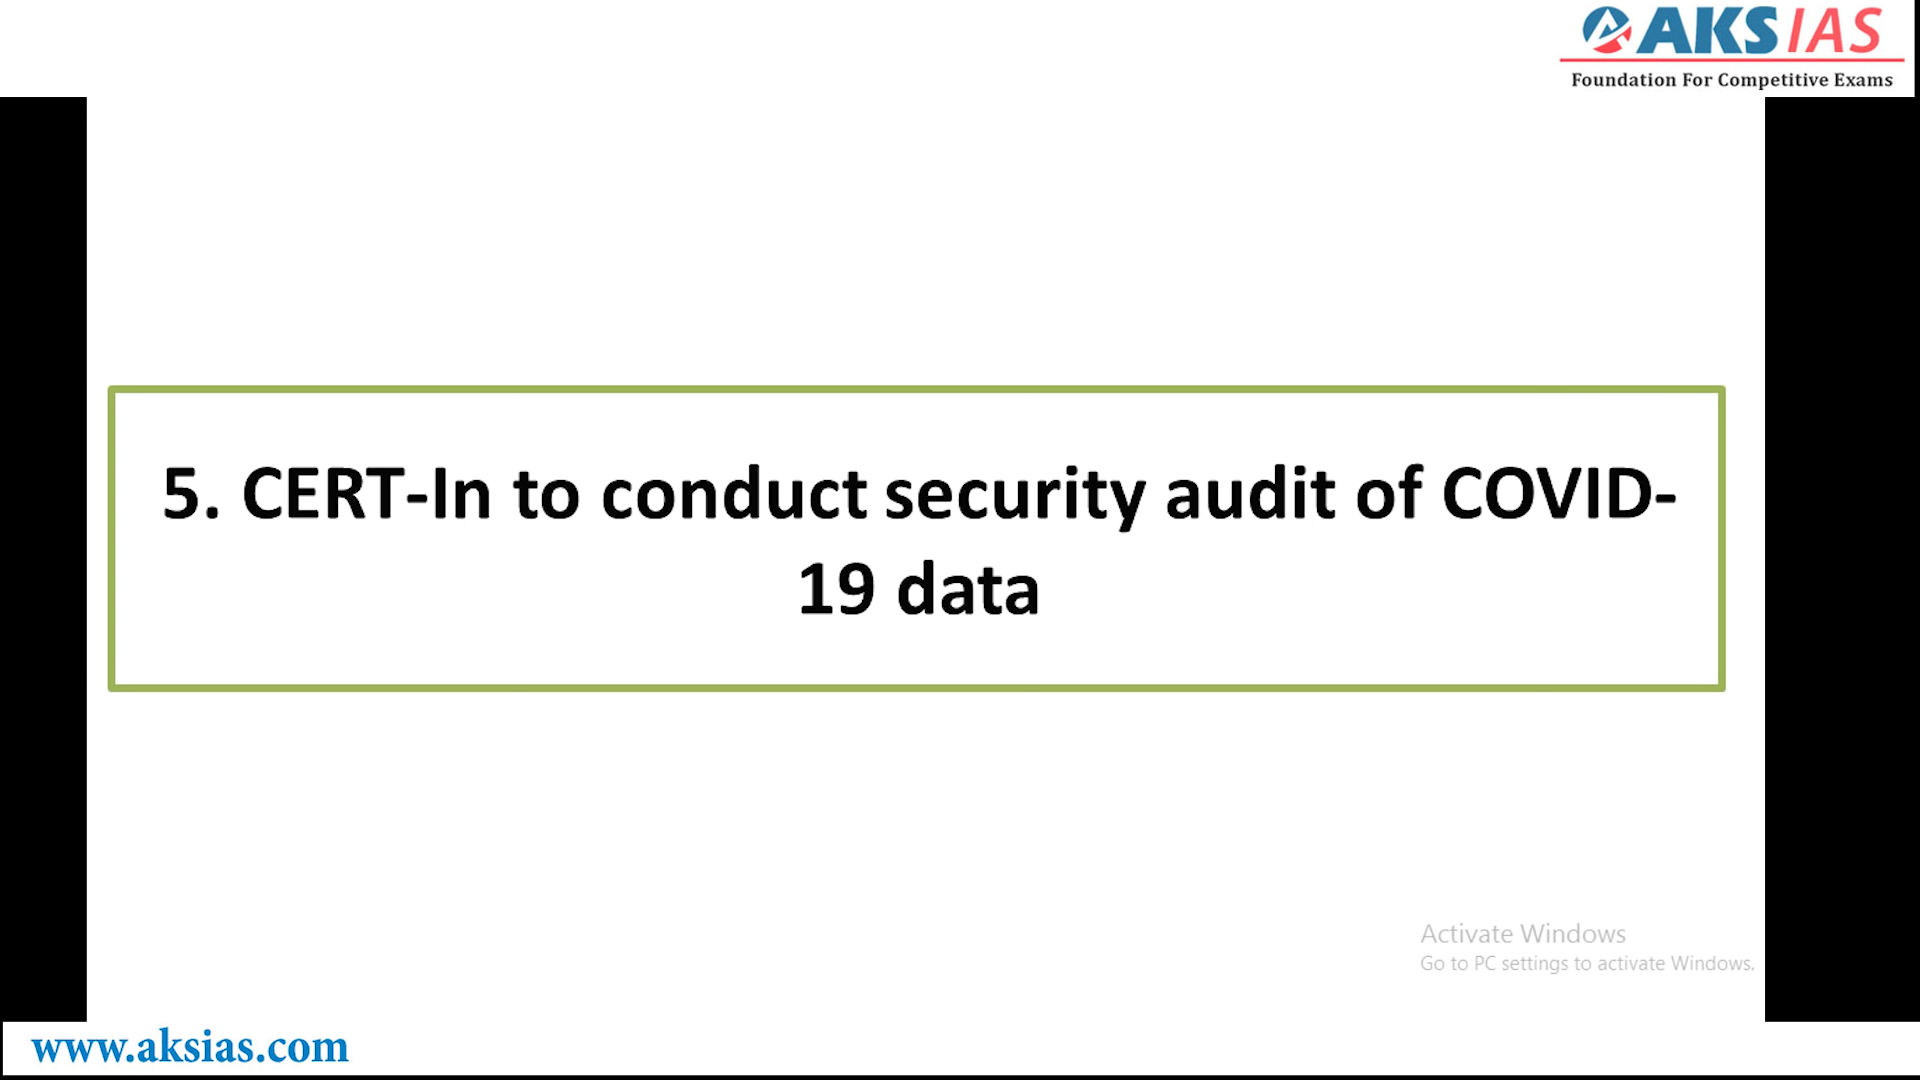 AKS IAS
Foundation For Competitive Exams
5. CERT-In to conduct security audit of COVID-
19 data
Activate Windows
Go to PC settings to activate Windows.
www.aksias.com